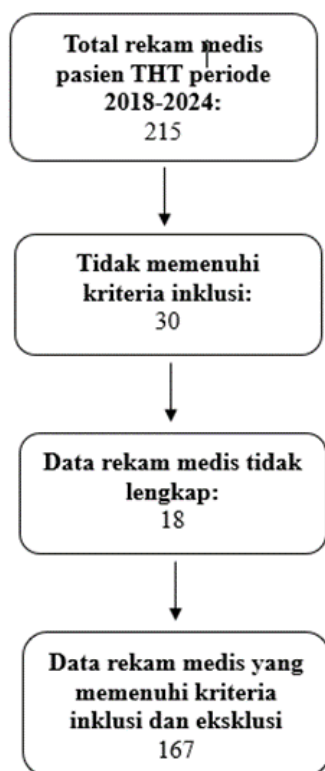 Total rekam medis
pasien THT periode
2018-2024:
215
Tidak memenuhi
kriteria inklusi:
30
Data rekam medis tidak
lengkap:
18
Data rekam medis yang
memenuhi kriteria
inklusi dan eksklusi
167